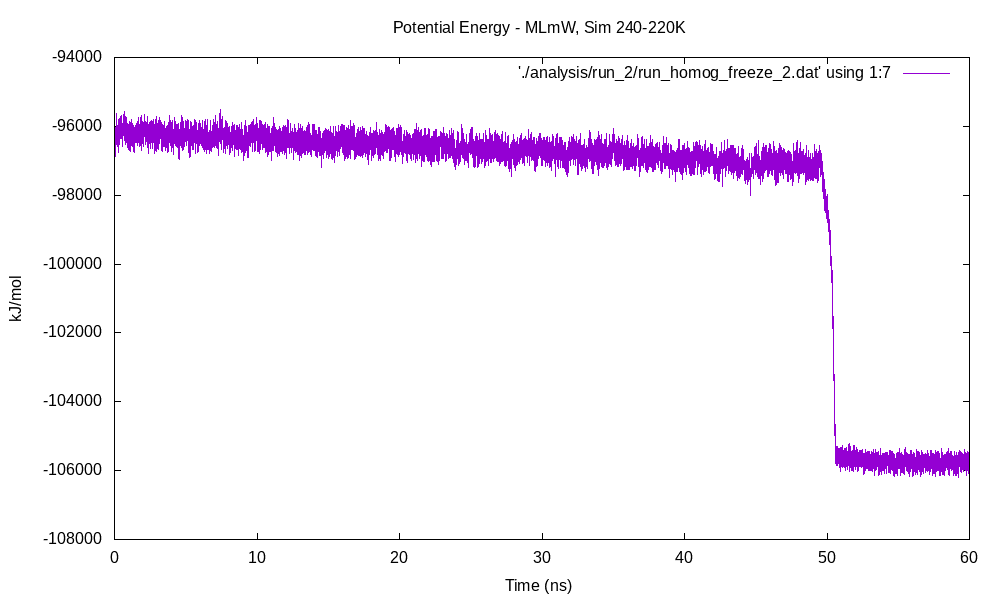 Potential Energy - MLmW, Sim 240-220K
'./analysis/run_2/run_homog_freeze_2.dat' using 1:7
-94000
-96000
-98000
-100000
-102000
-104000
-106000
-108000
kJ/mol
0 10 20 30 40 50 60
Time (ns)